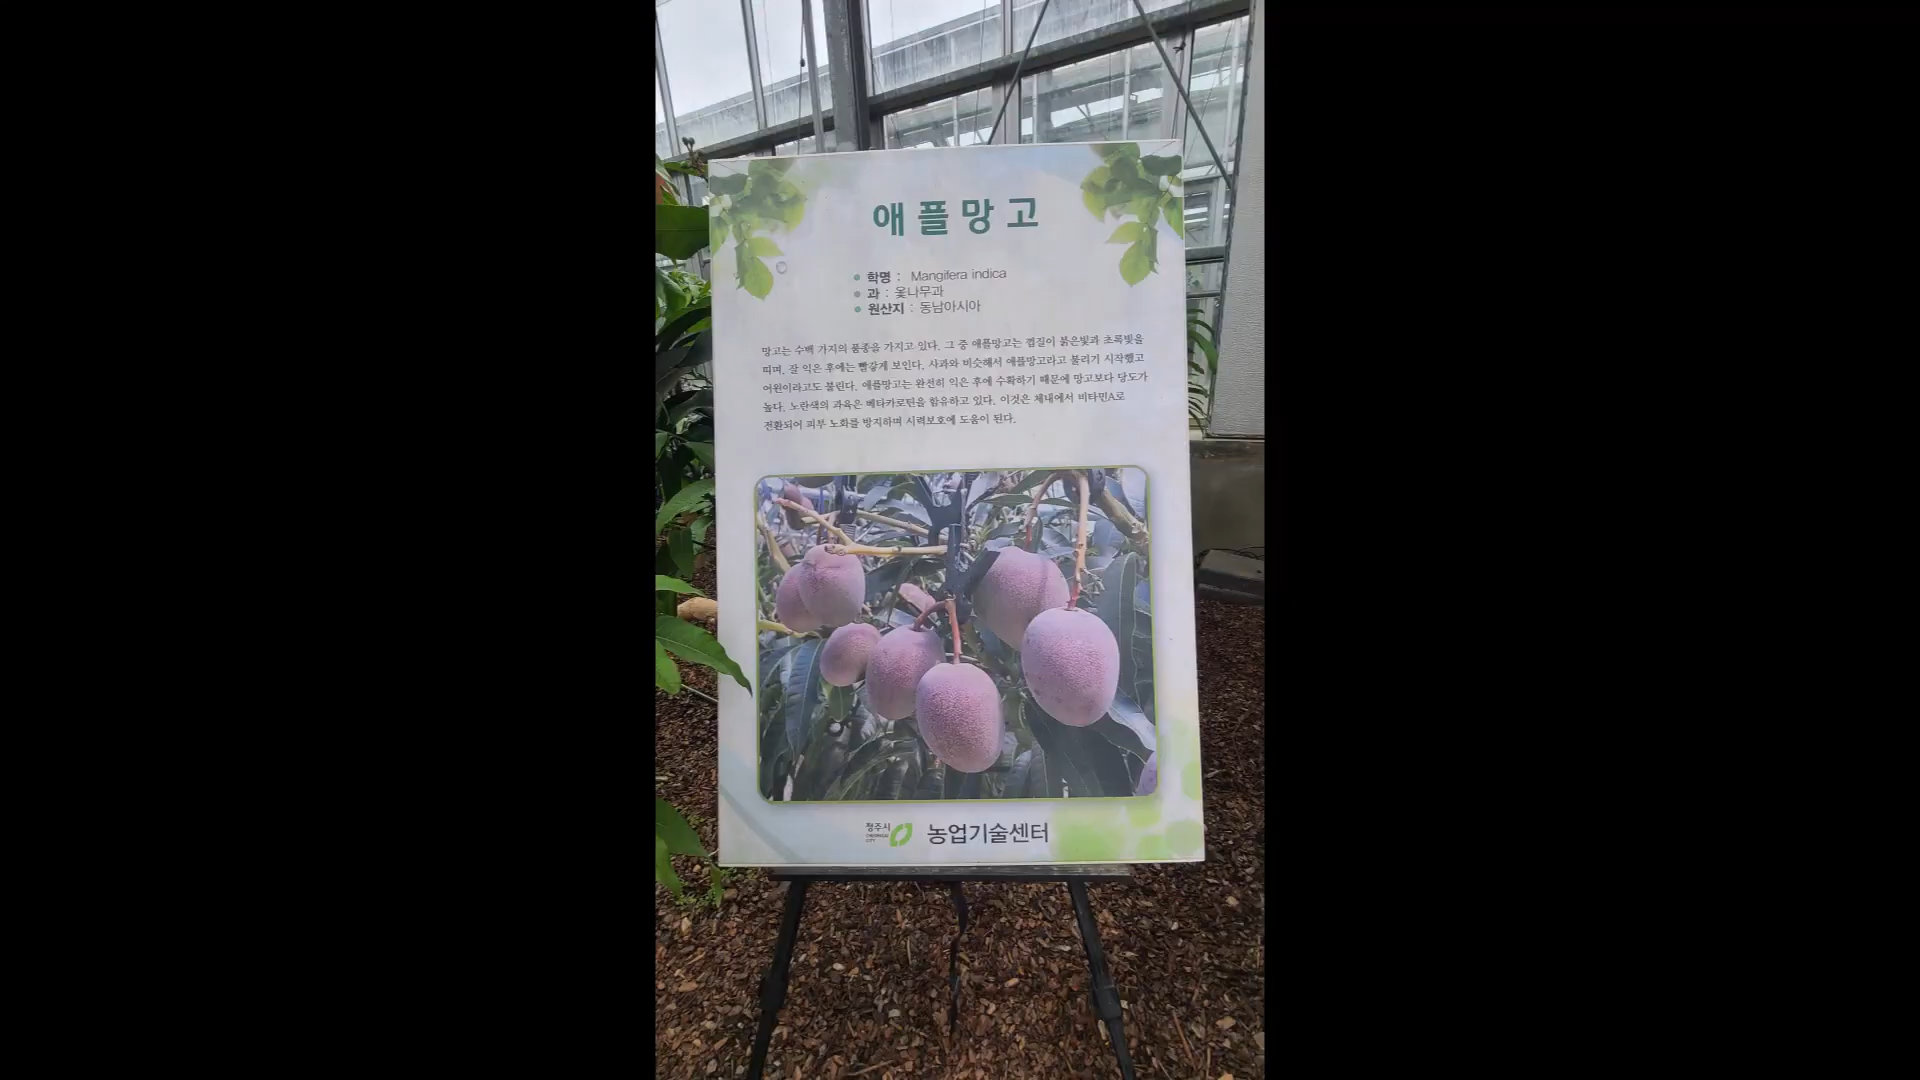 애플망고
학명 : Mangifera indica
과 : 옻나무과
원산지 : 동남아시아
망고는 수백 가지의 품종을 가지고 있다. 그 중 애플망고는 껍질이 붉은빛과 초록빛을
띠며, 잘 익은 후에는 빨갛게 보인다. 사과와 비슷해서 애플망고라고 불리기 시작했고
어윈이라고도 불린다. 애플망고는 완전히 익은 후에 수확하기 때문에 망고보다 당도가
높다. 노란색의 과육은 베타카로틴을 함유하고 있다. 이것은 체내에서 비타민A로
전환되어 피부 노화를 방지하며 시력보호에 도움이 된다.
청주시
CHEONGJU
CITY
농업기술센터